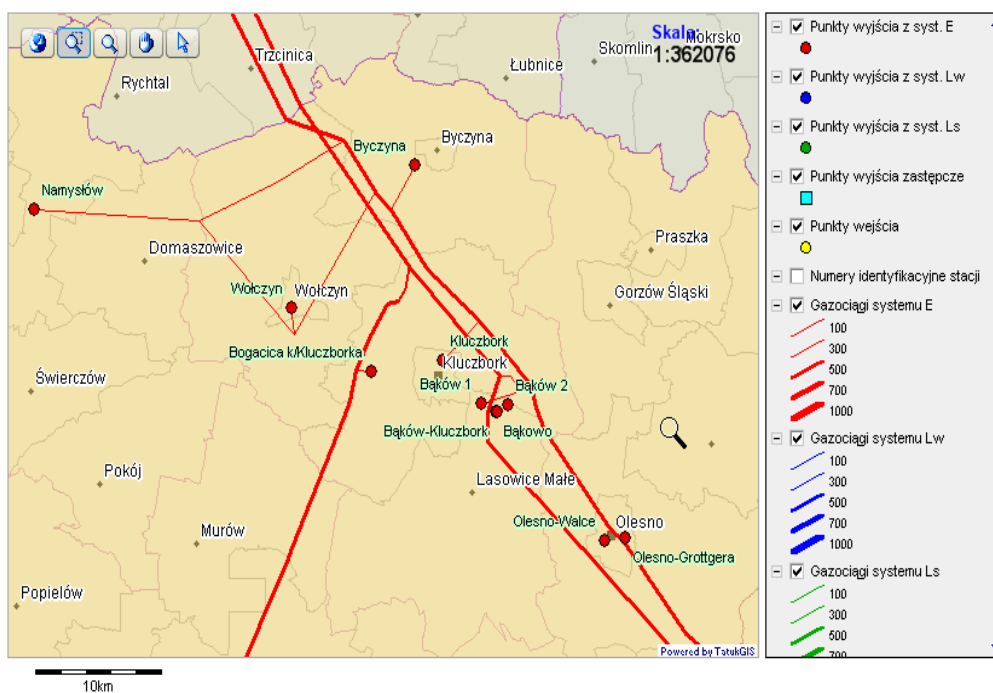 Skala:
1:362076
Mokrsko
Skomlin
Trzcinica
Łubnice
Rychtal
Byczyna
Byczyna
Namysłów
Domaszowice
Praszka
Wołczyn
Wołczyn
Gorzów Śląski
Kluczbork
Bogacica k/Kluczborka
Kluczbork
Świerczów
Bąków 1
Bąków 2
Bąków-Kluczbork
Bąkowo
Pokój
Lasowice Małe
Murów
Olesno-Walce
Olesno
Olesno-Grottgera
Popielów
Powered by TatukGIS
10km
Punkty wyjścia z syst. E
Punkty wyjścia z syst. Lw
Punkty wyjścia z syst. Ls
Punkty wyjścia zastępcze
Punkty wejścia
Numery identyfikacyjne stacji
Gazociągi systemu E
100
300
500
700
1000
Gazociągi systemu Lw
100
300
500
700
1000
Gazociągi systemu Ls
100
300
500
700